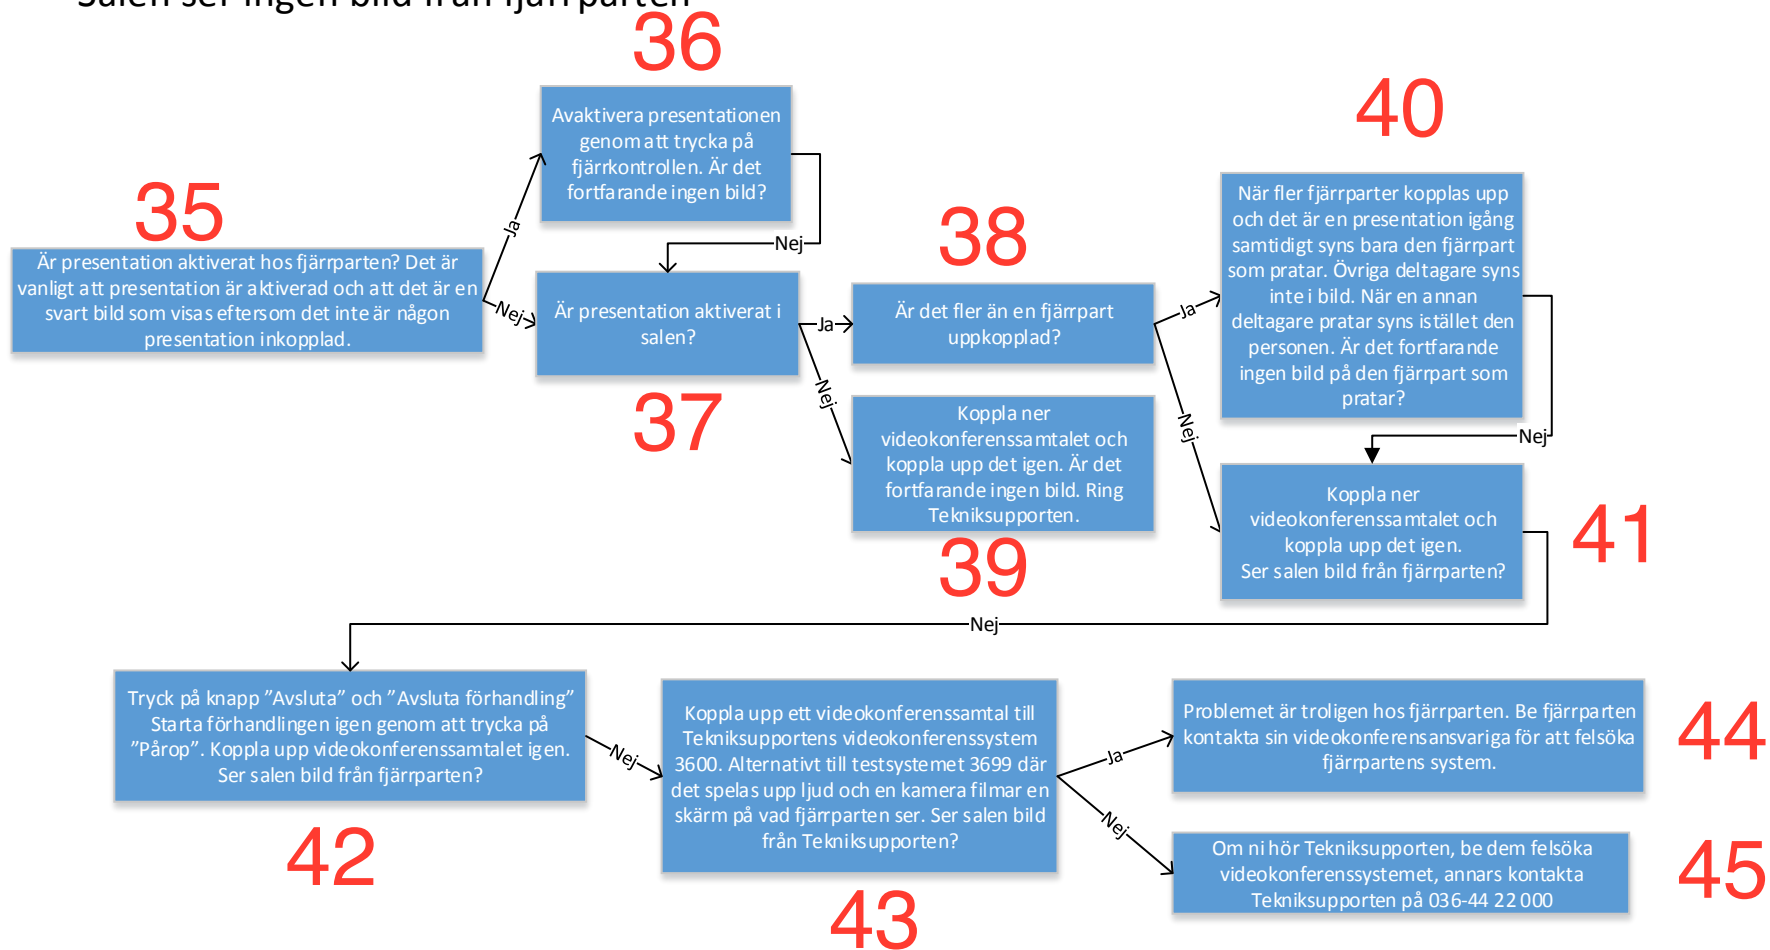 Salen ser ingen bild från fjärrparten
36
Avaktivera presentationen
genom att trycka på
fjärrkontrollen. Är det
fortfarande ingen bild?
40
När fler fjärrparter kopplas upp
och det är en presentation igång
samtidigt syns bara den fjärrpart
som pratar. Övriga deltagare syns
inte i bild. När en annan
deltagare pratar syns istället den
personen. Är det fortfarande
ingen bild på den fjärrpart som
pratar?
35
Är presentation aktiverat hos fjärrparten? Det är
vanligt att presentation är aktiverad och att det är en
svart bild som visas eftersom det inte är någon
presentation inkopplad.
Ja
Nej
Nej
38
Är presentation aktiverat i
salen?
37
Ja
Nej
Är det fler än en fjärrpart
uppkopplad?
Ja
Nej
Nej
Koppla ner
videokonferenssamtalet och
koppla upp det igen. Är det
fortfarande ingen bild. Ring
Tekniksupporten.
39
Koppla ner
videokonferenssamtalet och
koppla upp det igen.
Ser salen bild från fjärrparten?
41
Nej
Tryck på knapp ”Avsluta” och ”Avsluta förhandling”
Starta förhandlingen igen genom att trycka på
”Pårop”. Koppla upp videokonferenssamtalet igen.
Ser salen bild från fjärrparten?
42
Nej
Koppla upp ett videokonferenssamtal till
Tekniksupportens videokonferenssystem
3600. Alternativt till testsystemet 3699 där
det spelas upp ljud och en kamera filmar en
skärm på vad fjärrparten ser. Ser salen bild
från Tekniksupporten?
43
Ja
Nej
Problemet är troligen hos fjärrparten. Be fjärrparten
kontakta sin videokonferensansvariga för att felsöka
fjärrpartens system.
44
Om ni hör Tekniksupporten, be dem felsöka
videokonferenssystemet, annars kontakta
Tekniksupporten på 036-44 22 000
45